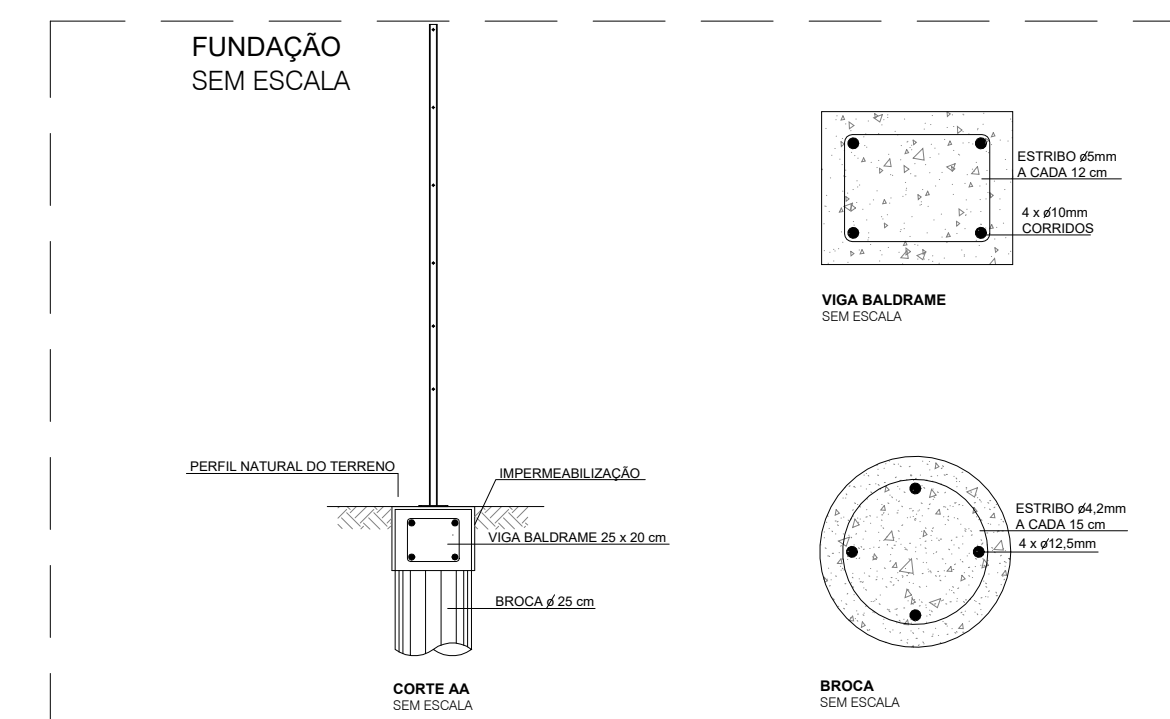 FUNDAÇÃO
SEM ESCALA
ESTRIBO ø5mm
A CADA 12 cm
4 x ø10mm
CORRIDOS
VIGA BALDRAME
SEM ESCALA
PERFIL NATURAL DO TERRENO
IMPERMEABILIZAÇÃO
VIGA BALDRAME 25 x 20 cm
BROCA ø 25 cm
CORTE AA
SEM ESCALA
ESTRIBO ø4,2mm
A CADA 15 cm
4 x ø12,5mm
BROCA
SEM ESCALA